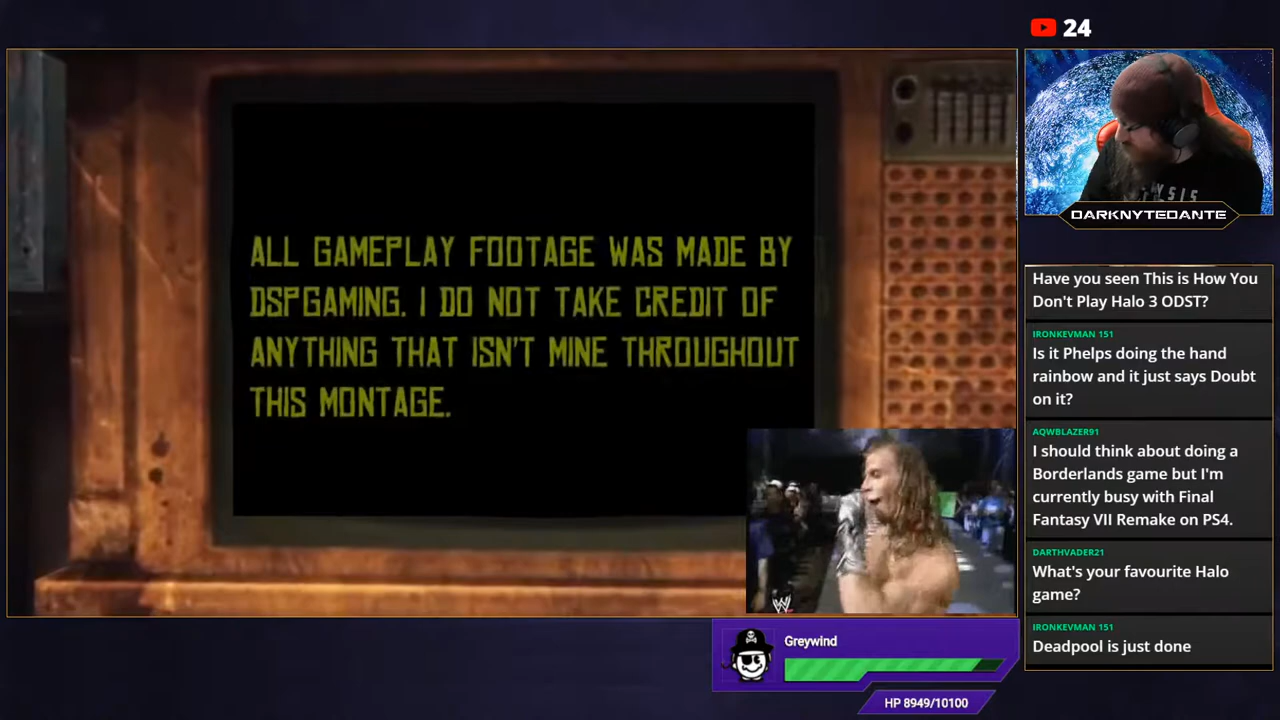 24
ALL GAMEPLAY FOOTAGE WAS MADE BY
DSPGAMING. I DO NOT TAKE CREDIT OF
ANYTHING THAT ISN'T MINE THROUGHOUT
THIS MONTAGE.
YSIS
DARKNYTEDANTE
Have you seen This is How You
Don't Play Halo 3 ODST?
IRONKEVMAN 151
Is it Phelps doing the hand
rainbow and it just says Doubt
on it?
AQWBLAZER91
I should think about doing a
Borderlands game but I'm
currently busy with Final
Fantasy VII Remake on PS4.
DARTHVADER21
What's your favourite Halo
game?
IRONKEVMAN 151
Deadpool is just done
W
Greywind
HP 8949/10100